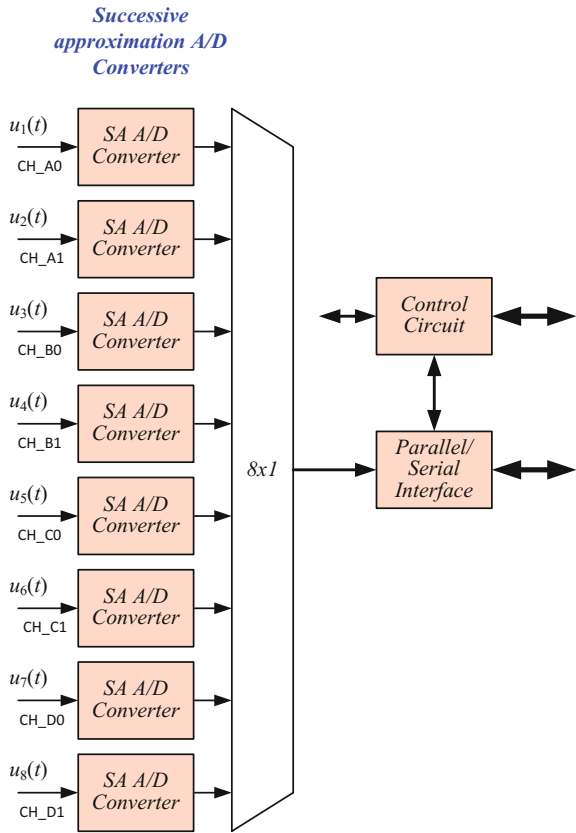 Successive
approximation A/D
Converters
u1(t)
CH_A0
SA A/D
Converter
u2(t)
CH_A1
SA A/D
Converter
u3(t)
CH_B0
SA A/D
Converter
u4(t)
CH_B1
SA A/D
Converter
u5(t)
CH_C0
SA A/D
Converter
u6(t)
CH_C1
SA A/D
Converter
u7(t)
CH_D0
SA A/D
Converter
u8(t)
CH_D1
SA A/D
Converter
8x1
Control
Circuit
Parallel/
Serial
Interface